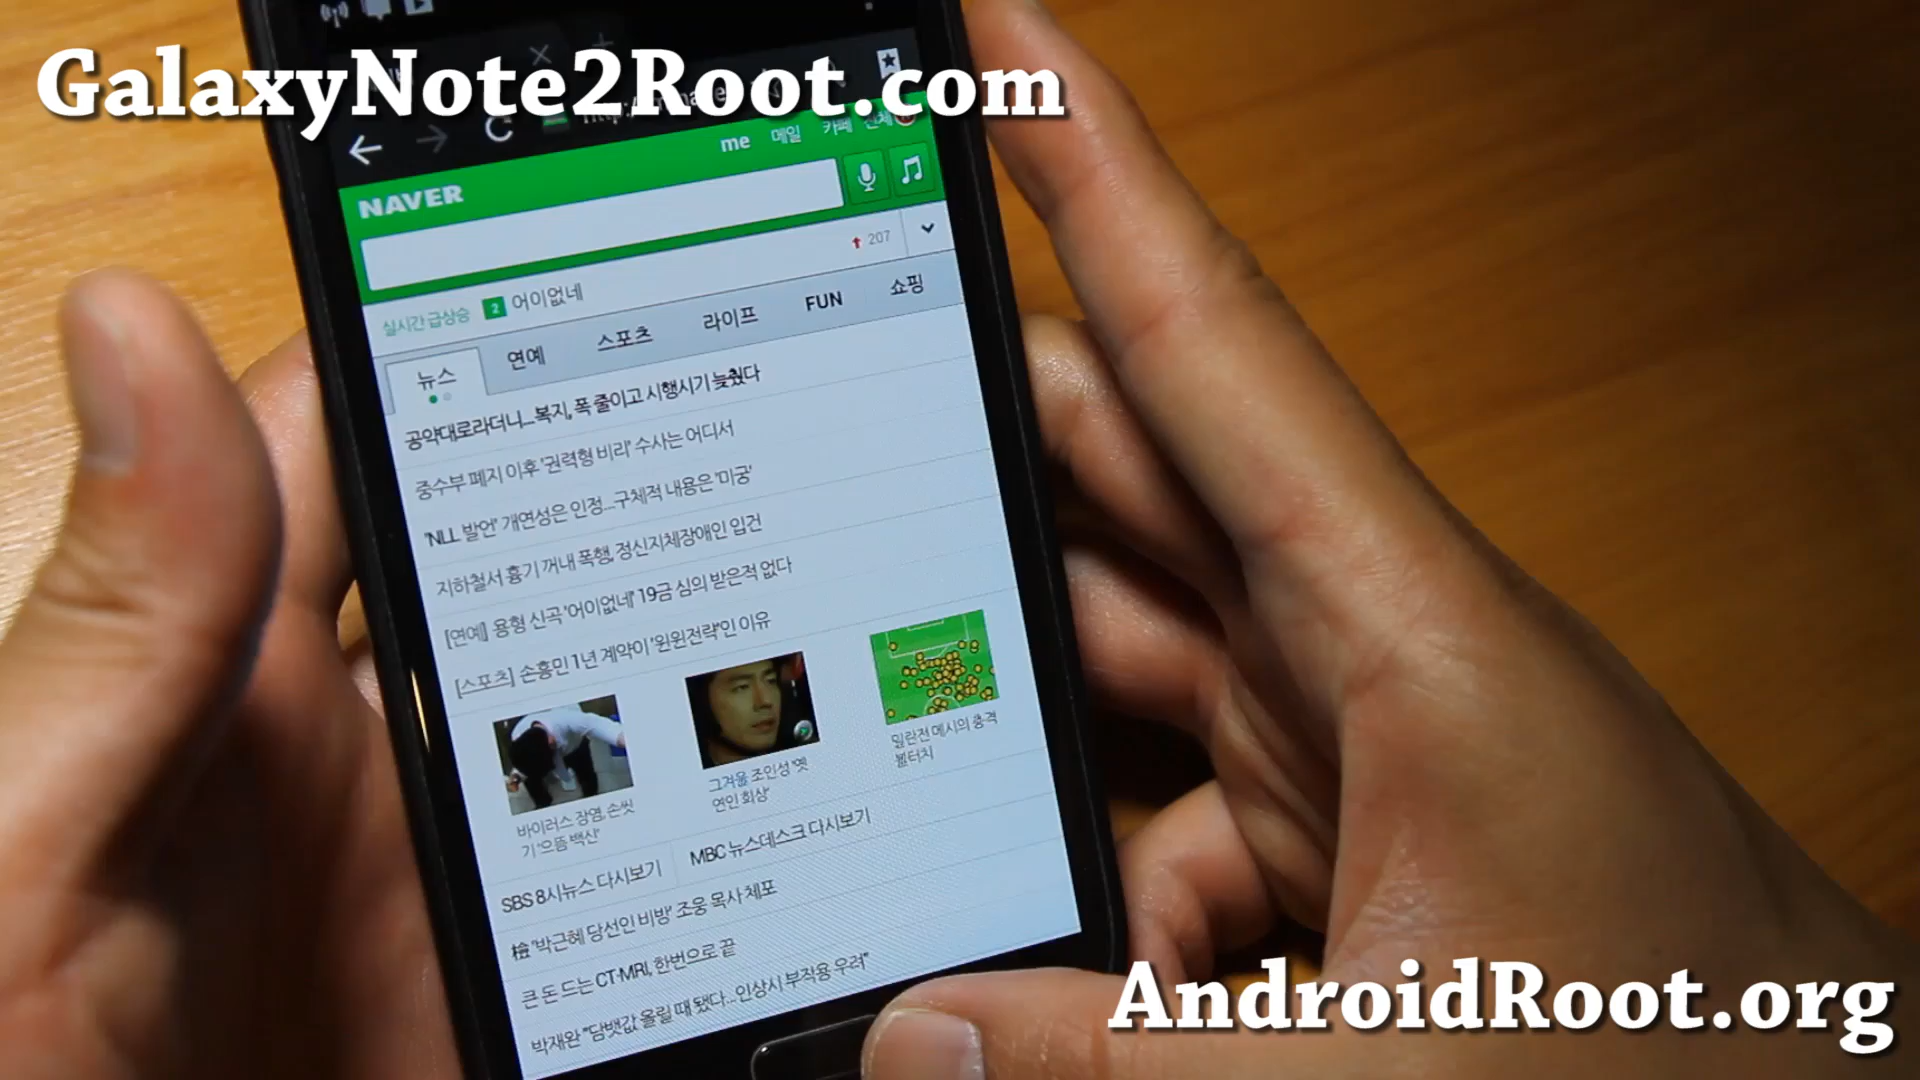 GalaxyNote2Root.com
me 메일 카페 전체
NAVER
207
실시간 급상승 2 어이없네
뉴스 연예 스포츠 라이프 FUN 쇼핑
공약대로라더니...복지, 폭 줄이고 시행시기 늦췄다
중수부 폐지 이후 '권력형 비리' 수사는 어디서
'NLL 발언' 개연성은 인정...구체적 내용은 '미궁'
지하철서 흉기 꺼내 폭행, 정신지체장애인 입건
[연예] 용형 신곡 '어이없네' 19금 심의 받은적 없다
[스포츠] 손흥민 1년 계약이 '윈윈전략'인 이유
바이러스 장염, 손씻
기 '으뜸 백신'
그겨울 조인성 '옛
연인 회상'
밀란전 메시의 충격
볼터치
SBS 8시뉴스 다시보기 MBC 뉴스데스크 다시보기
檢 '박근혜 당선인 비방' 조웅 목사 체포
큰 돈 드는 CT·MRI, 한번으로 끝
박재완 "담뱃값 올릴 때 됐다...인상시 부작용 우려"
AndroidRoot.org